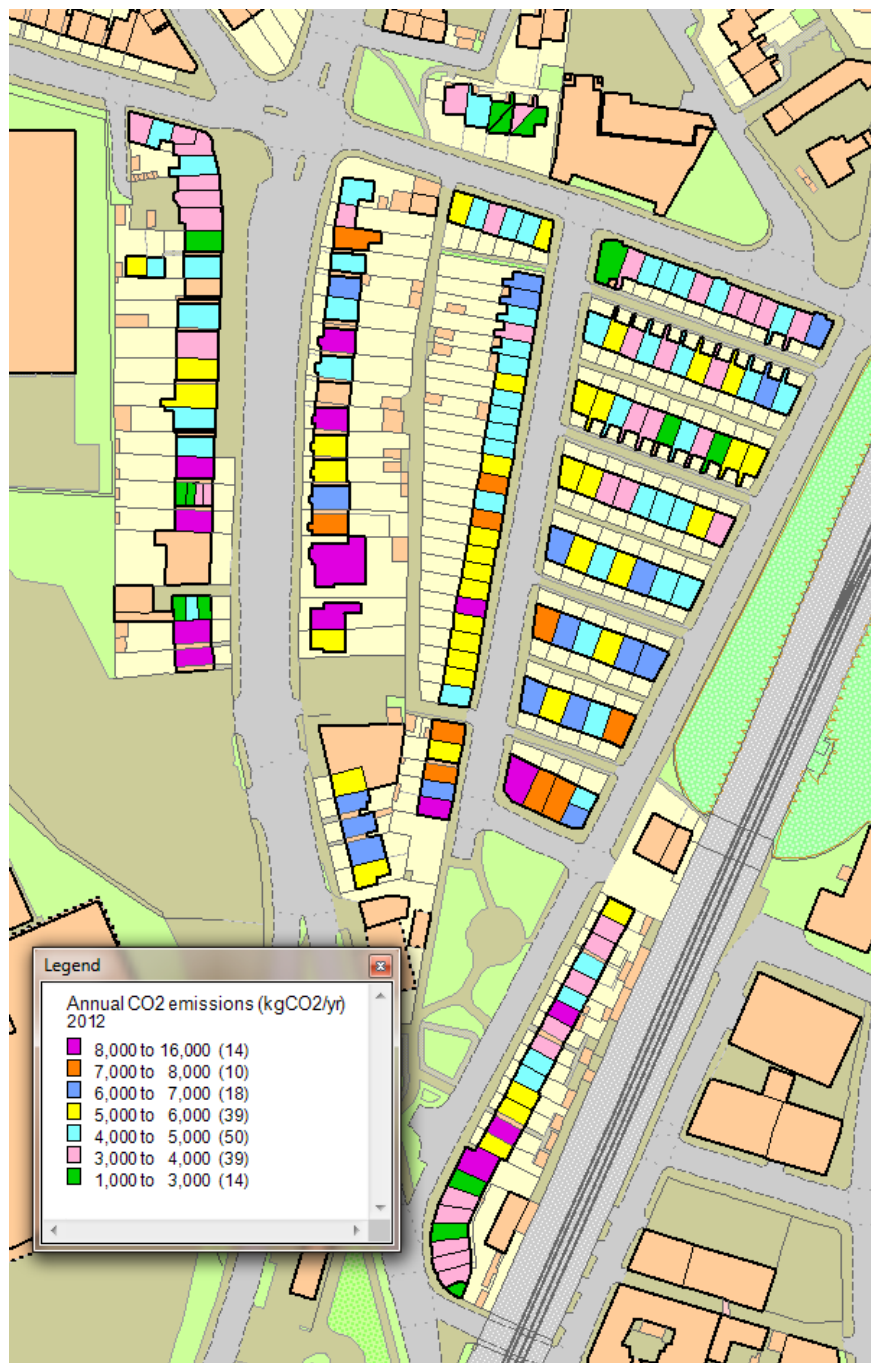 Legend
Annual CO2 emissions (kgCO2/yr)
2012
8,000 to 16,000 (14)
7,000 to 8,000 (10)
6,000 to 7,000 (18)
5,000 to 6,000 (39)
4,000 to 5,000 (50)
3,000 to 4,000 (39)
1,000 to 3,000 (14)